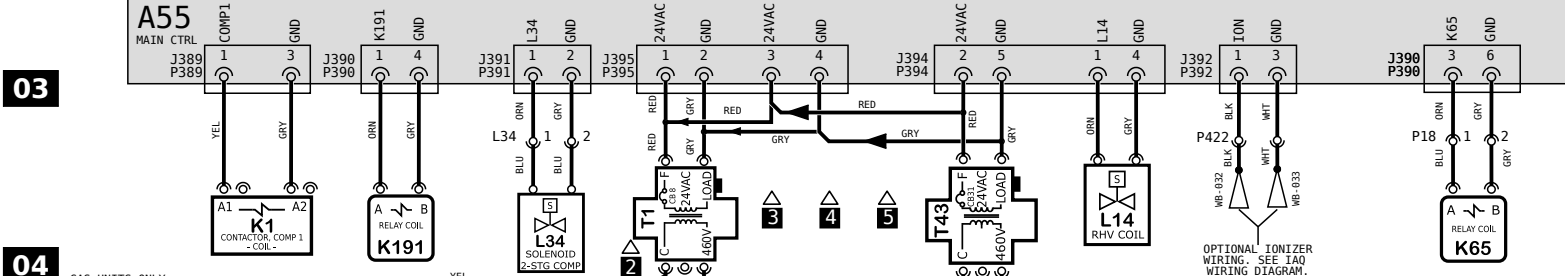 A55
MAIN CTRL
COMP1 GND K191 GND L34 GND 24VAC GND 24VAC GND 24VAC GND L14 GND ION GND K65 GND
J389 1 3 J390 1 4 J391 1 2 J395 1 2 3 4 J394 2 5 1 4 J392 1 3 J390 3 6
P389 P390 P391 P395 P394 P392 P390
03
YEL GRY ORN GRY ORN GRY RED GRY RED RED RED GRY ORN GRY BLK WHT ORN GRY
L34 1 2 RED GRY GRY GRY P422 P18 1 2
BLU BLU BLK WHT BLU GRY
A1 A2
K1
CONTACTOR, COMP 1
- COIL -
A B
RELAY COIL
K191
S
L34
SOLENOID
2-STG COMP
T1
F
CB8
24VAC
LOAD
C
460V
2
3
4
5
T43
F
CB31
24VAC
LOAD
C
460V
S
L14
RHV COIL
WB-032
WB-033
OPTIONAL IONIZER
WIRING. SEE IAQ
WIRING DIAGRAM.
A B
RELAY COIL
K65
04
GAS UNITS ONLY
YEL